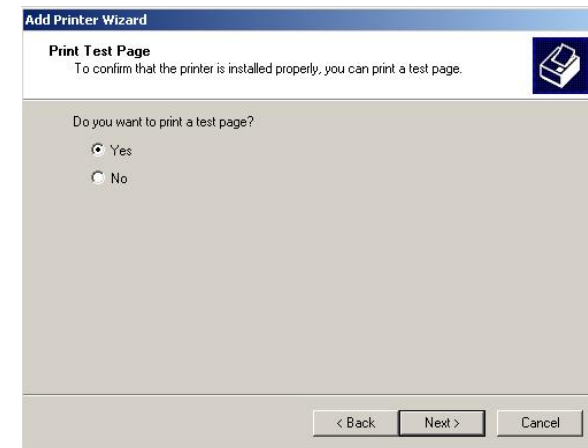 Add Printer Wizard
Print Test Page
To confirm that the printer is installed properly, you can print a test page.
Do you want to print a test page?
Yes
No
< Back Next > Cancel